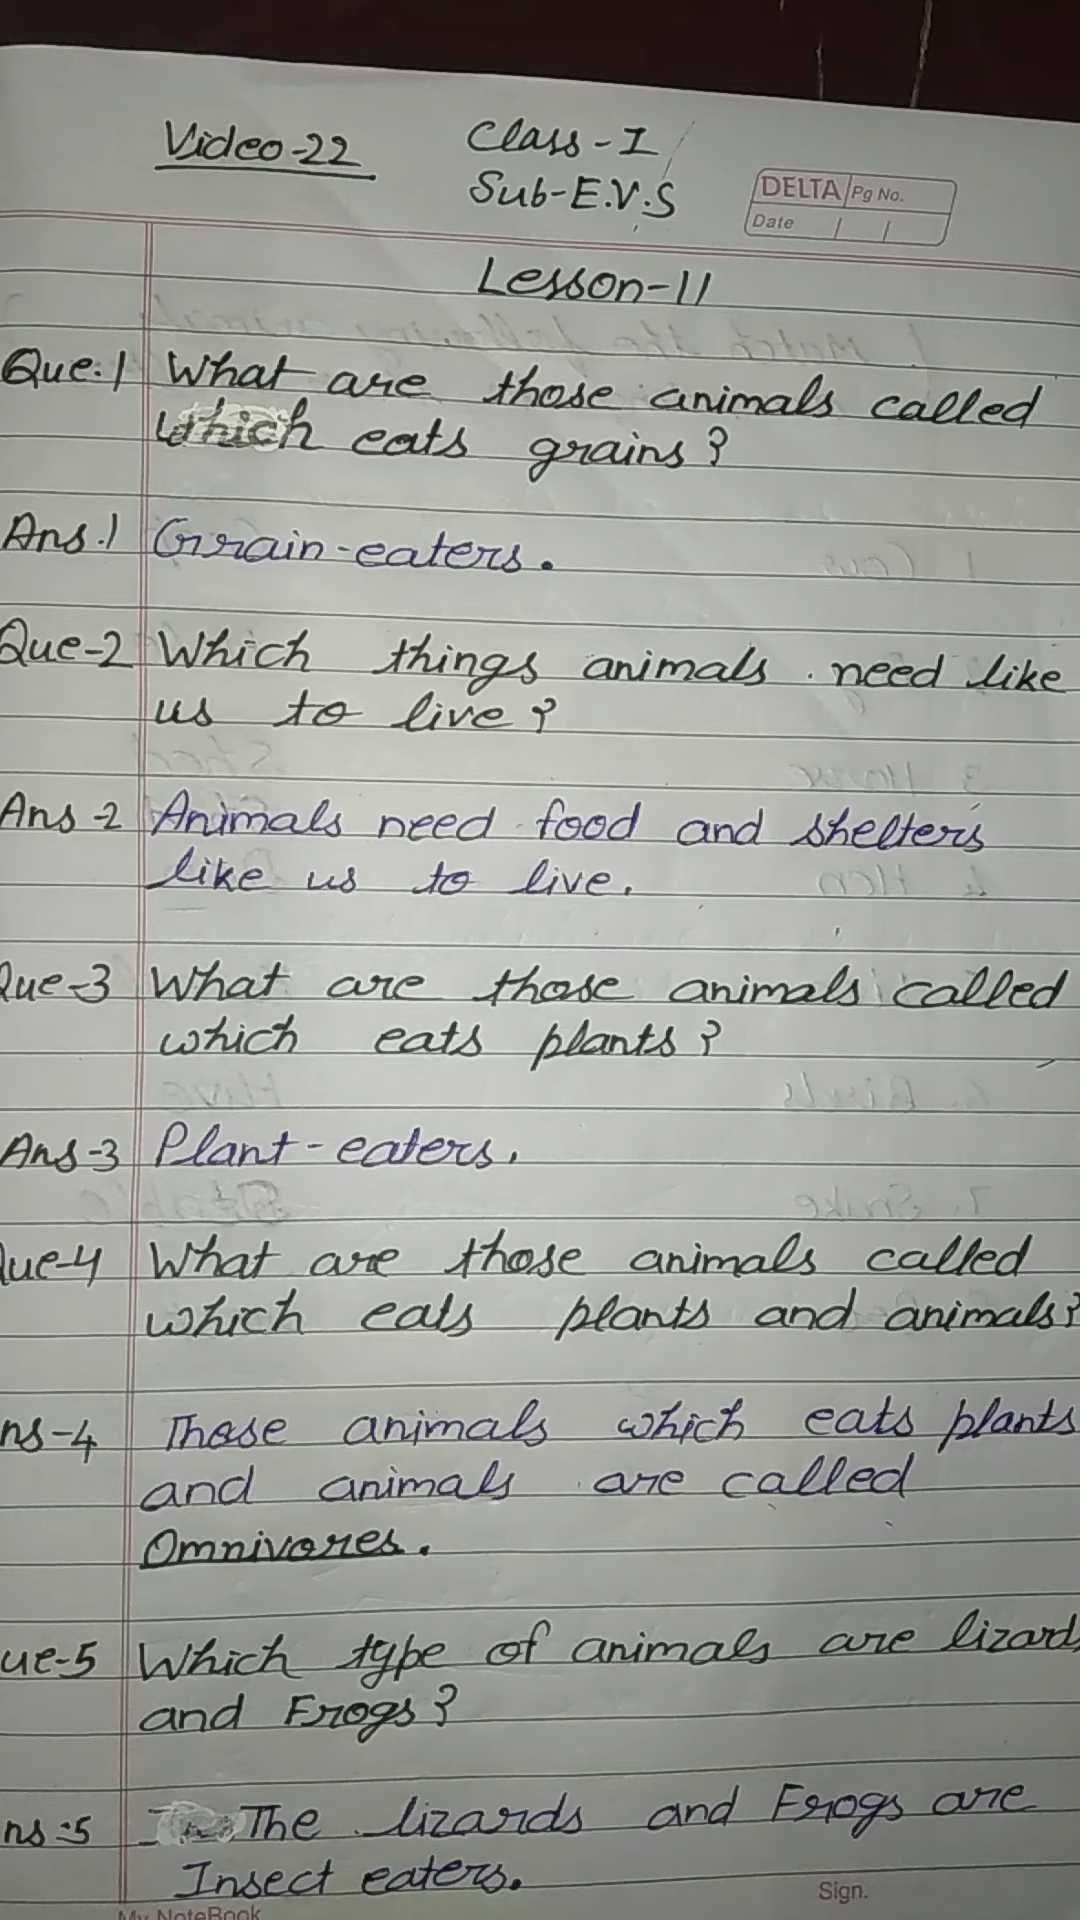 Video-22
Class-I
Sub-E.V.S
DELTA Pg No.
Date
Lesson-11
Que.1 What are those animals called
which eats grains?
Ans.1 Grain-eaters.
Que-2 Which things animals need like
us to live?
Ans-2 Animals need food and shelters
like us to live.
Que-3 What are those animals called
which eats plants?
Ans-3 Plant-eaters.
Que-4 What are those animals called
which eats plants and animals?
ns-4 Those animals which eats plants
and animals are called
Omnivores.
ue-5 Which type of animals are lizards
and Frogs?
ns-5 The lizards and Frogs are
Insect eaters.
Sign.
My NoteBook